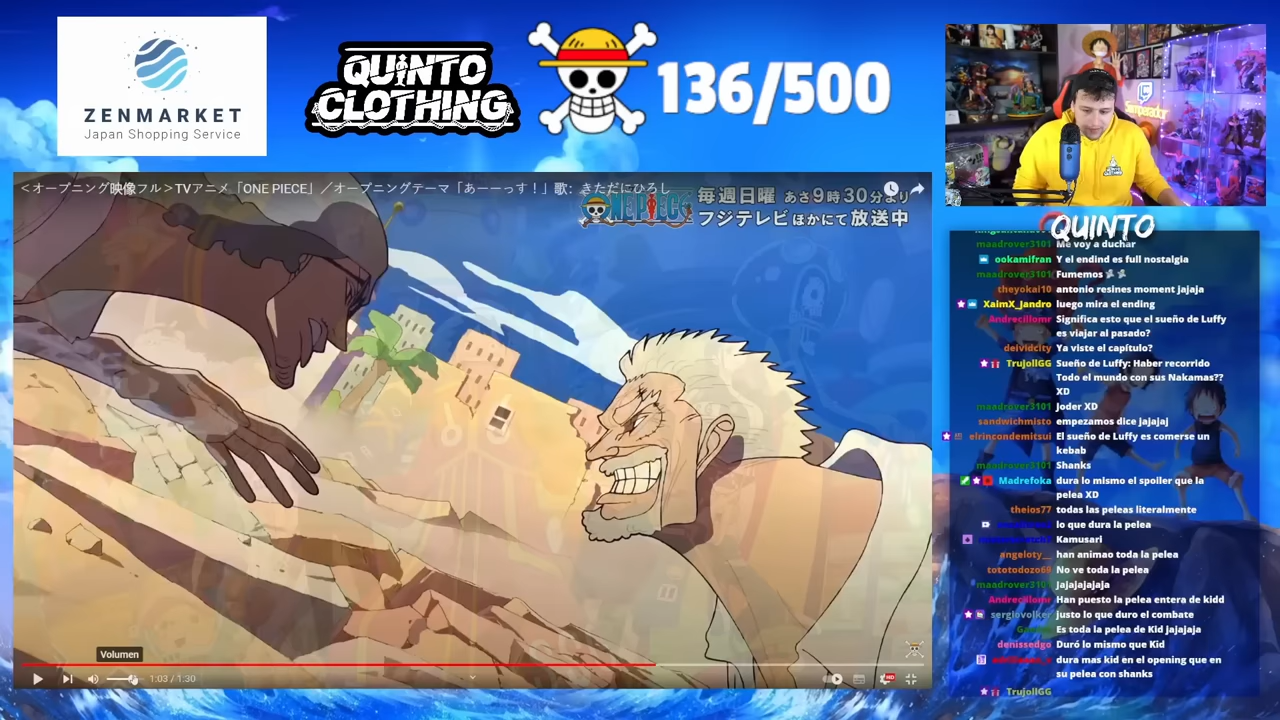 ZENMARKET
Japan Shopping Service
QUINTO
CLOTHING
136/500
<オープニング映像フル>TVアニメ「ONE PIECE」／オープニングテーマ「あーーっす！」歌: きただにひろし
ONE PIECE
毎週日曜 あさ9時30分より
フジテレビほかにて放送中
Volumen
1:03 / 1:30
HD
QUINTO
maadrover3101 Me voy a duchar
ookamifran Y el endind es full nostalgia
maadrover3101 Fumemos
theyokai10 antonio resines moment jajaja
XaimX_Jandro luego mira el ending
Andrecillomr Significa esto que el sueño de Luffy
es viajar al pasado?
deividcity Ya viste el capítulo?
TrujollGG Sueño de Luffy: Haber recorrido
Todo el mundo con sus Nakamas??
XD
maadrover3101 Joder XD
sandwichmisto empezamos dice jajajaj
elrincondemitsui El sueño de Luffy es comerse un
kebab
maadrover3101 Shanks
Madrefoka dura lo mismo el spoiler que la
pelea XD
theios77 todas las peleas literalmente
lo que dura la pelea
Kamusari
angeloty__ han animao toda la pelea
tototodozo69 No ve toda la pelea
maadrover3101 Jajajajajaja
Andrecillomr Han puesto la pelea entera de kidd
sergiovolker justo lo que duro el combate
Es toda la pelea de Kid jajajaja
denissedgo Duró lo mismo que Kid
dura mas kid en el opening que en
su pelea con shanks
TrujollGG